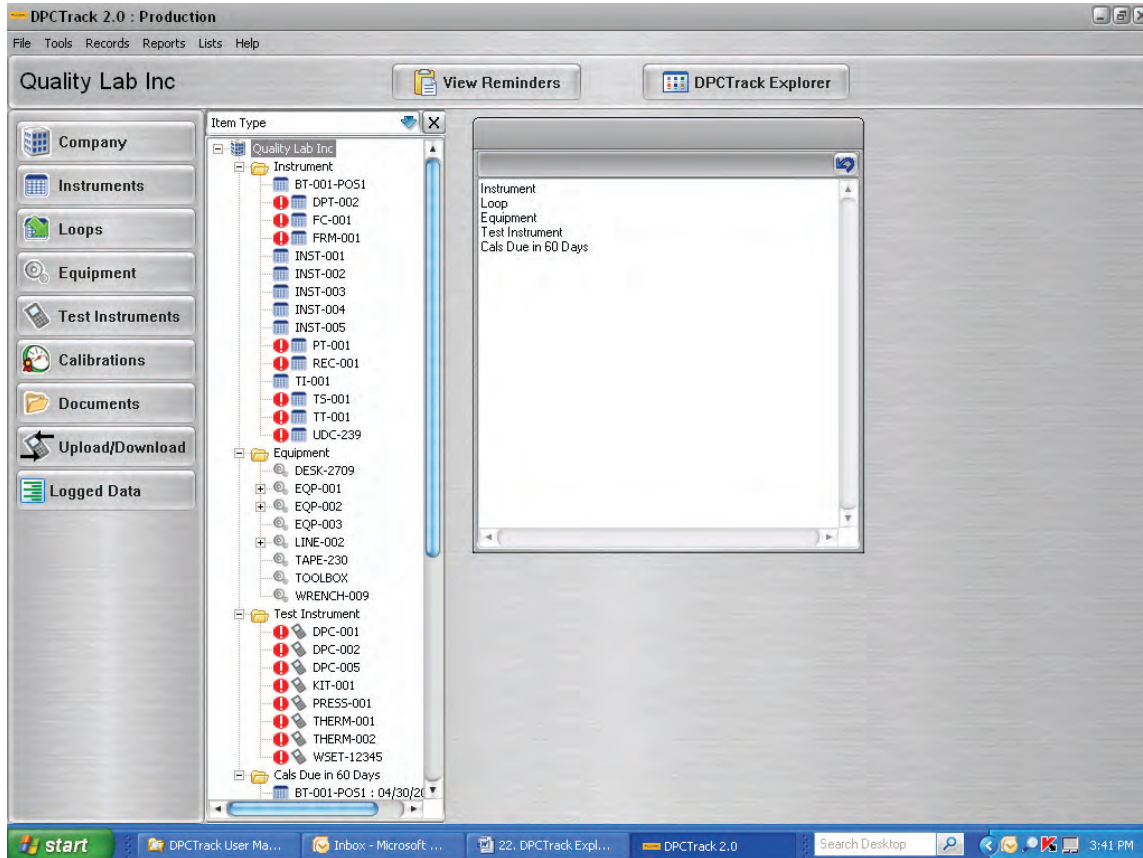 DPCTrack 2.0 : Production
File Tools Records Reports Lists Help
Quality Lab Inc
View Reminders
DPCTrack Explorer
Company
Instruments
Loops
Equipment
Test Instruments
Calibrations
Documents
Upload/Download
Logged Data
Item Type
Quality Lab Inc
Instrument
BT-001-POS1
DPT-002
FC-001
FRM-001
INST-001
INST-002
INST-003
INST-004
INST-005
PT-001
REC-001
TI-001
TS-001
TT-001
UDC-239
Equipment
DESK-2709
EQP-001
EQP-002
EQP-003
LINE-002
TAPE-230
TOOLBOX
WRENCH-009
Test Instrument
DPC-001
DPC-002
DPC-005
KIT-001
PRESS-001
THERM-001
THERM-002
WSET-12345
Cals Due in 60 Days
BT-001-POS1 : 04/30/20
Instrument
Loop
Equipment
Test Instrument
Cals Due in 60 Days
start
DPCTrack User Ma...
Inbox - Microsoft ...
22. DPCTrack Expl...
DPCTrack 2.0
Search Desktop
3:41 PM